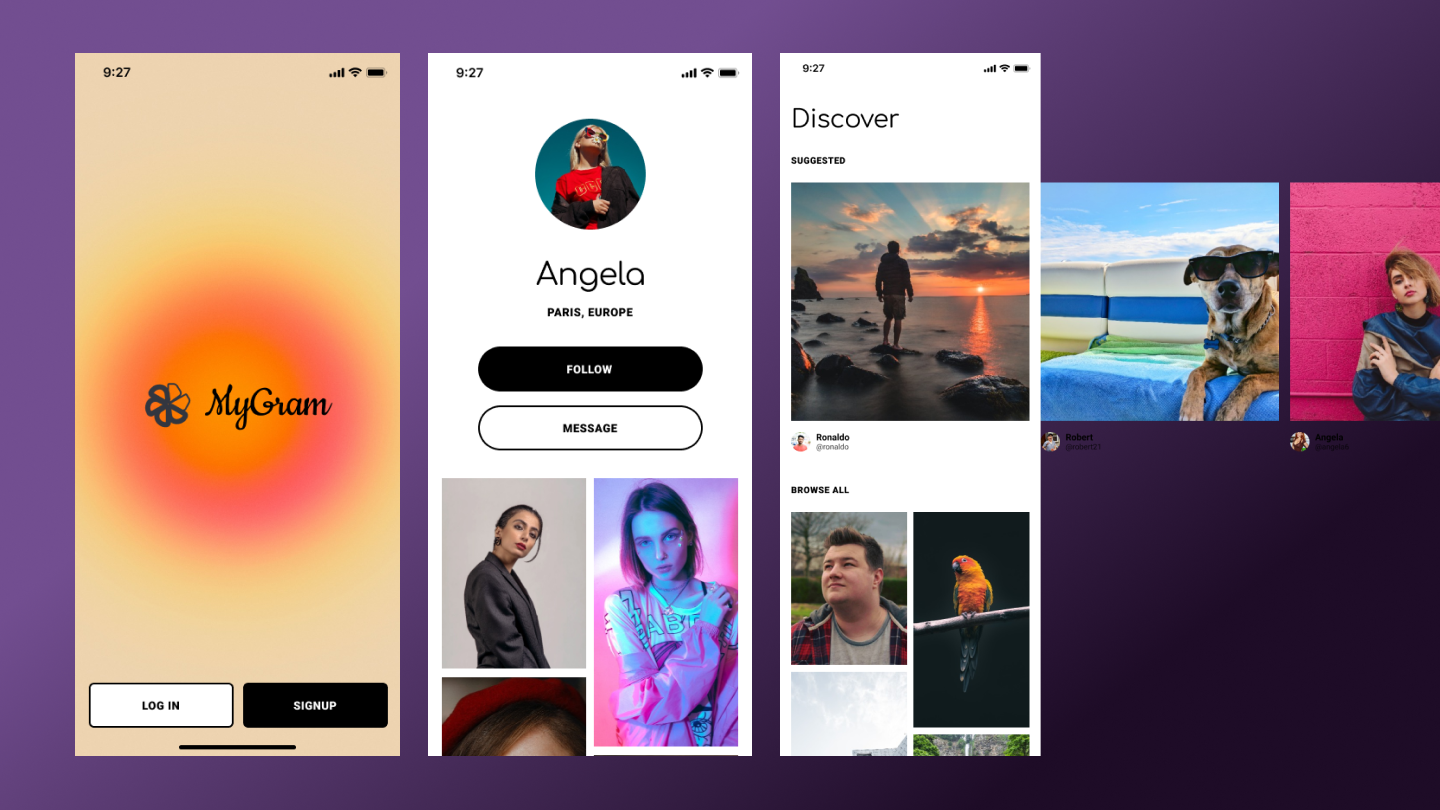 9:27
MyGram
LOG IN
SIGNUP
9:27
Angela
PARIS, EUROPE
FOLLOW
MESSAGE
9:27
Discover
SUGGESTED
Ronaldo
@ronaldo
Robert
@robert21
Angela
BROWSE ALL